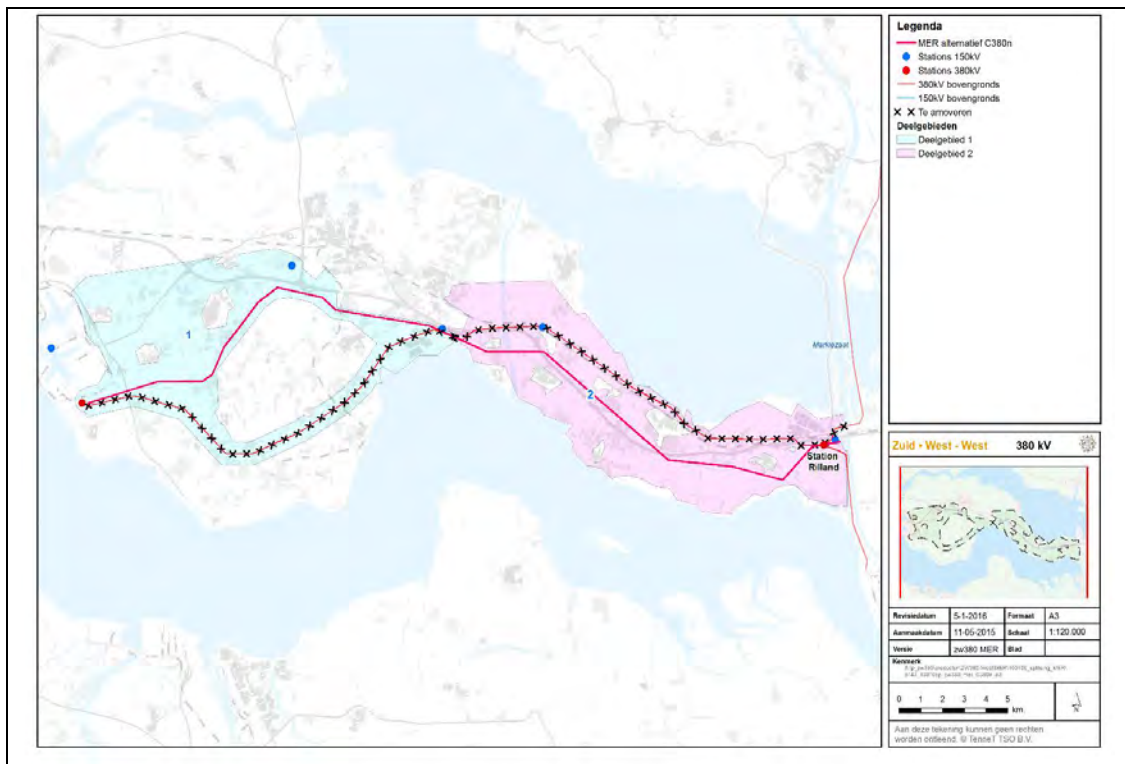 Legenda
MER alternatief C380n
Stations 150kV
Stations 380kV
380kV bovengronds
150kV bovengronds
Te amoveren
Deelgebieden
Deelgebied 1
Deelgebied 2
1
2
Markiezaat
Station
Rilland
Zuid - West - West 380 kV
Revisiedatum 5-1-2016 Formaat A3
Aanmaakdatum 11-05-2015 Schaal 1:120.000
Versie zw380 MER Blad
Kenmerk
0 1 2 3 4 5
km
N
Aan deze tekening kunnen geen rechten
worden ontleend. © TenneT TSO B.V.